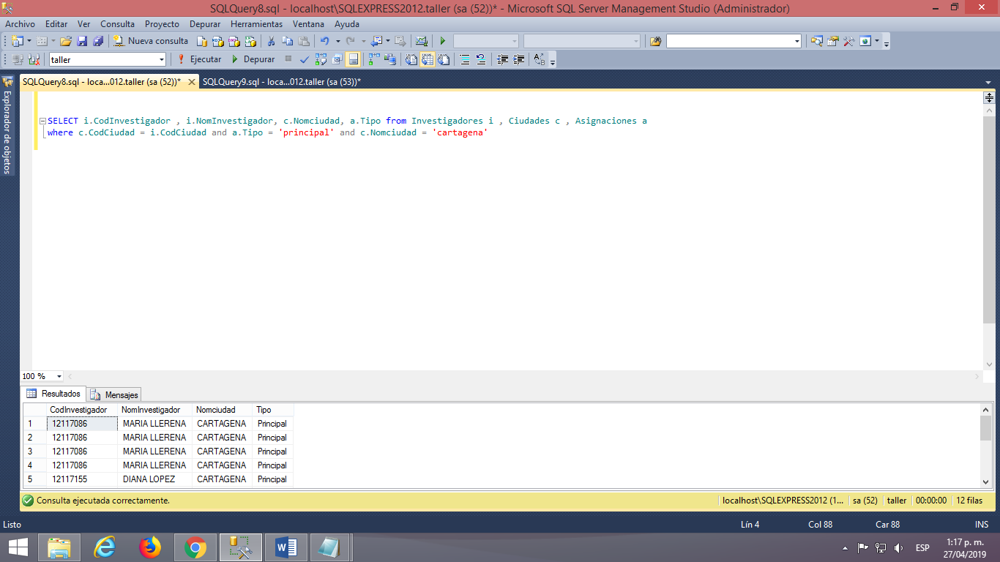 SQLQuery8.sql - localhost\SQLEXPRESS2012.taller (sa (52))* - Microsoft SQL Server Management Studio (Administrador)
Archivo Editar Ver Consulta Proyecto Depurar Herramientas Ventana Ayuda
Nueva consulta
taller Ejecutar Depurar
SQLQuery8.sql - loca...012.taller (sa (52))* SQLQuery9.sql - loca...012.taller (sa (53))*
Explorador de objetos
SELECT i.CodInvestigador , i.NomInvestigador, c.Nomciudad, a.Tipo from Investigadores i , Ciudades c , Asignaciones a
where c.CodCiudad = i.CodCiudad and a.Tipo = 'principal' and c.Nomciudad = 'cartagena'
100 %
Resultados Mensajes
CodInvestigador NomInvestigador Nomciudad Tipo
1 12117086 MARIA LLERENA CARTAGENA Principal
2 12117086 MARIA LLERENA CARTAGENA Principal
3 12117086 MARIA LLERENA CARTAGENA Principal
4 12117086 MARIA LLERENA CARTAGENA Principal
5 12117155 DIANA LOPEZ CARTAGENA Principal
Consulta ejecutada correctamente. localhost\SQLEXPRESS2012 (1... sa (52) taller 00:00:00 12 filas
Listo Lín 4 Col 88 Car 88 INS
ESP 1:17 p. m.
27/04/2019